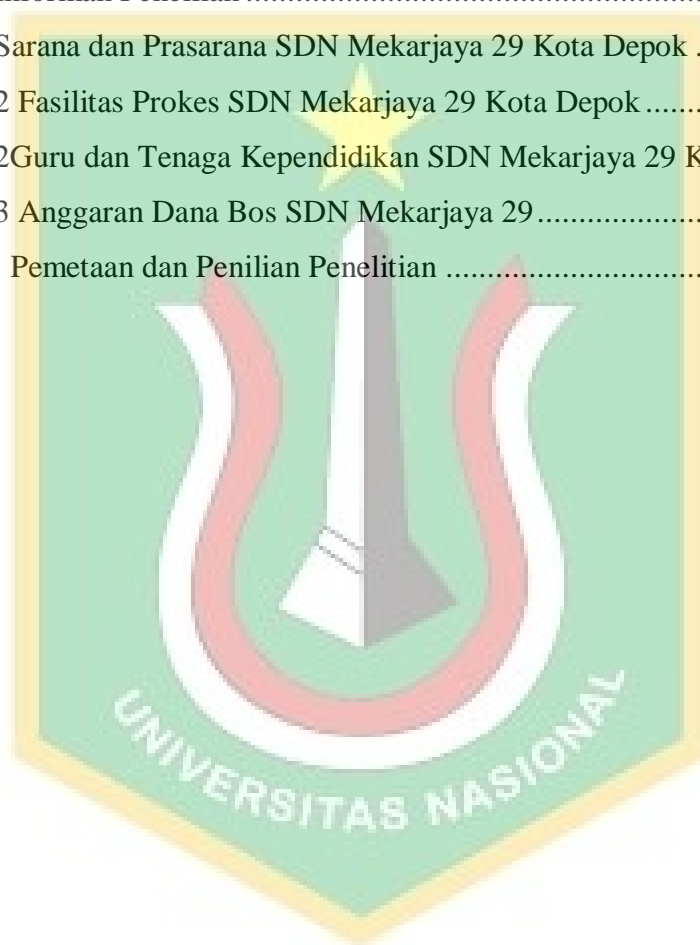 Sarana dan Prasarana SDN Mekarjaya 29 Kota Depok .
2 Fasilitas Prokes SDN Mekarjaya 29 Kota Depok.......
2Guru dan Tenaga Kependidikan SDN Mekarjaya 29 K
3 Anggaran Dana Bos SDN Mekarjaya 29...................
Pemetaan dan Penilian Penelitian .............................
UNIVERSITAS NASIONAL